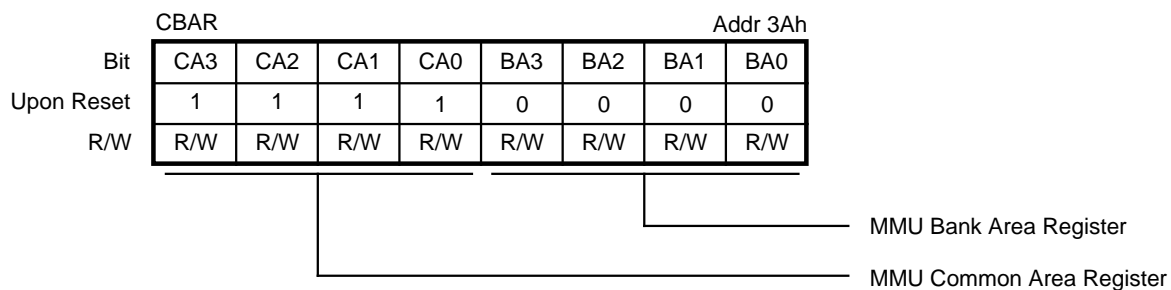 CBAR Addr 3Ah
Bit CA3 CA2 CA1 CA0 BA3 BA2 BA1 BA0
Upon Reset 1 1 1 1 0 0 0 0
R/W R/W R/W R/W R/W R/W R/W R/W R/W
MMU Bank Area Register
MMU Common Area Register